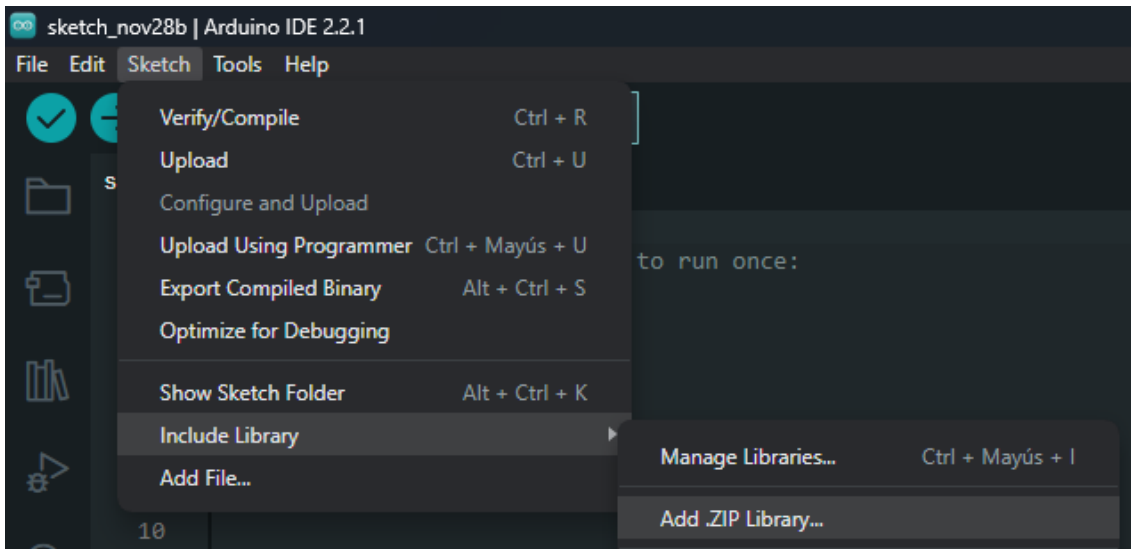 sketch_nov28b | Arduino IDE 2.2.1
File Edit Sketch Tools Help
Verify/Compile Ctrl + R
Upload Ctrl + U
Configure and Upload
Upload Using Programmer Ctrl + Mayús + U
to run once:
Export Compiled Binary Alt + Ctrl + S
Optimize for Debugging
Show Sketch Folder Alt + Ctrl + K
Include Library
Manage Libraries... Ctrl + Mayús + I
Add File...
Add .ZIP Library...
10